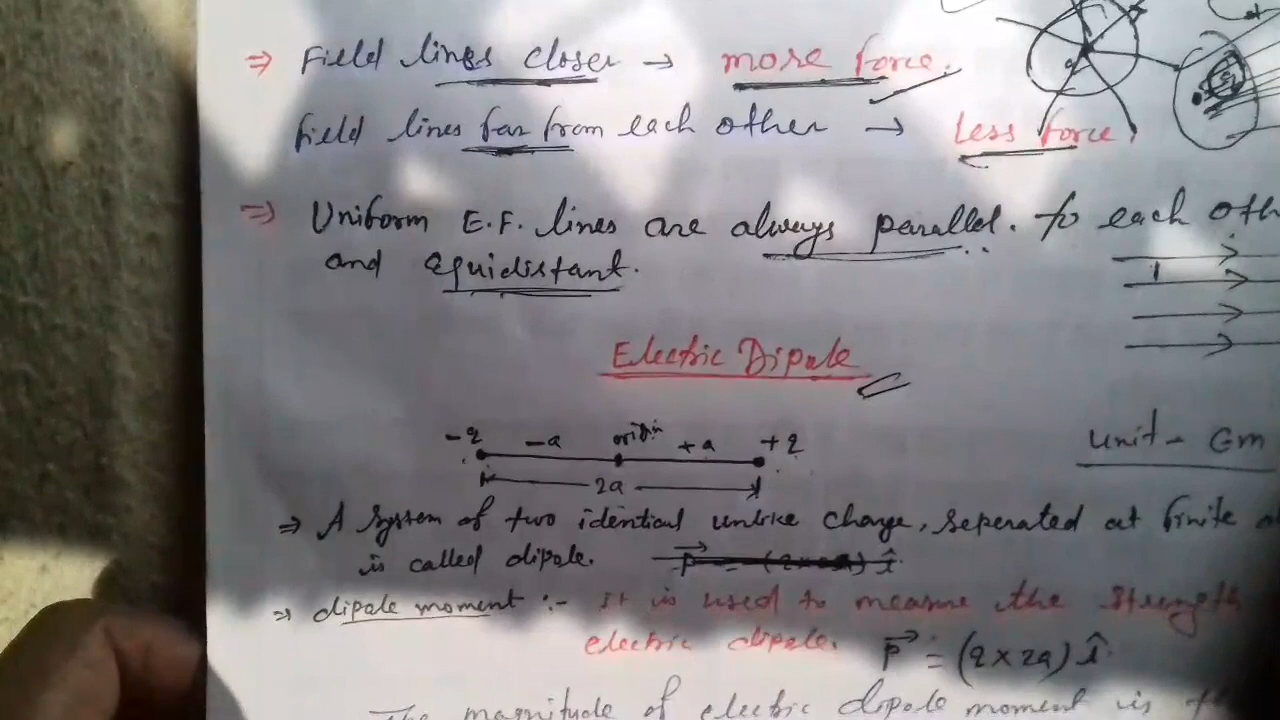 ⇒ Field lines closer → more force.
field lines far from each other → Less force
⇒ Uniform E.F. lines are always parallel. to each oth
and equidistant.
Electric Dipole
-q -a origin +a +q
2a
Unit - Cm
⇒ A system of two identical unlike charge, seperated at finite
is called dipole.
⇒ dipole moment :- It is used to measure the strength
electric dipole. p⃗ = (q×2a) î
The magnitude of electric dipole moment is